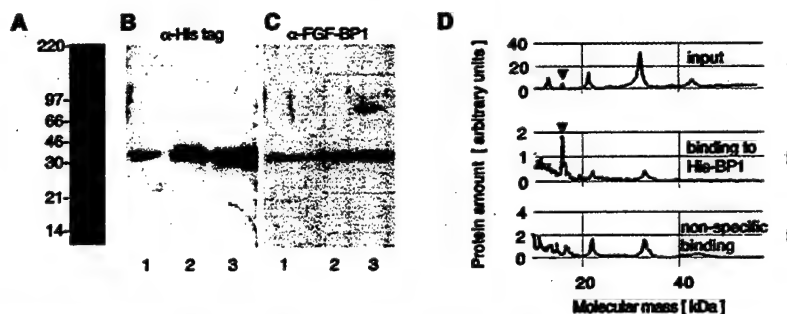 A
B
C
D
α-His tag
α-FGF-BP1
220
97
66
46
30
21
14
1 2 3
1 2 3
Protein amount [arbitrary units]
40
20
0
input
2
1
0
binding to
His-BP1
4
2
0
non-specific
binding
20 40
Molecular mass [kDa]